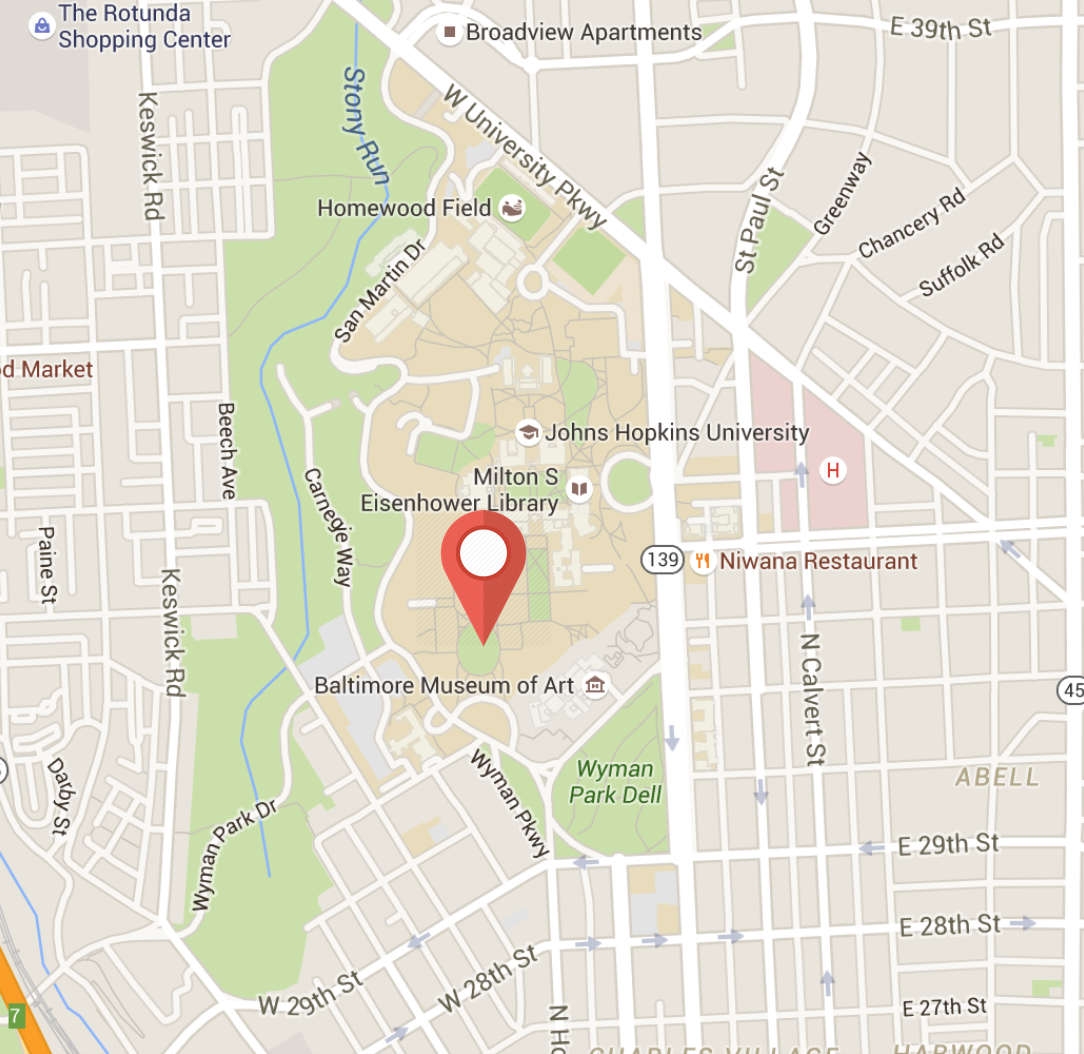 The Rotunda
Shopping Center
Broadview Apartments
E 39th St
Keswick Rd
Stony Run
W University Pkwy
Homewood Field
St Paul St
Greenway
Chancery Rd
Suffolk Rd
San Martin Dr
d Market
Beech Ave
Johns Hopkins University
H
Milton S
Eisenhower Library
Carnegie Way
Paine St
139
Niwana Restaurant
Keswick Rd
N Calvert St
Baltimore Museum of Art
45
Darby St
Wyman Pkwy
Wyman
Park Dell
ABELL
Wyman Park Dr
E 29th St
E 28th St
W 29th St
W 28th St
7
N Ho
E 27th St
CHARLES VILLAGE
HARWOOD